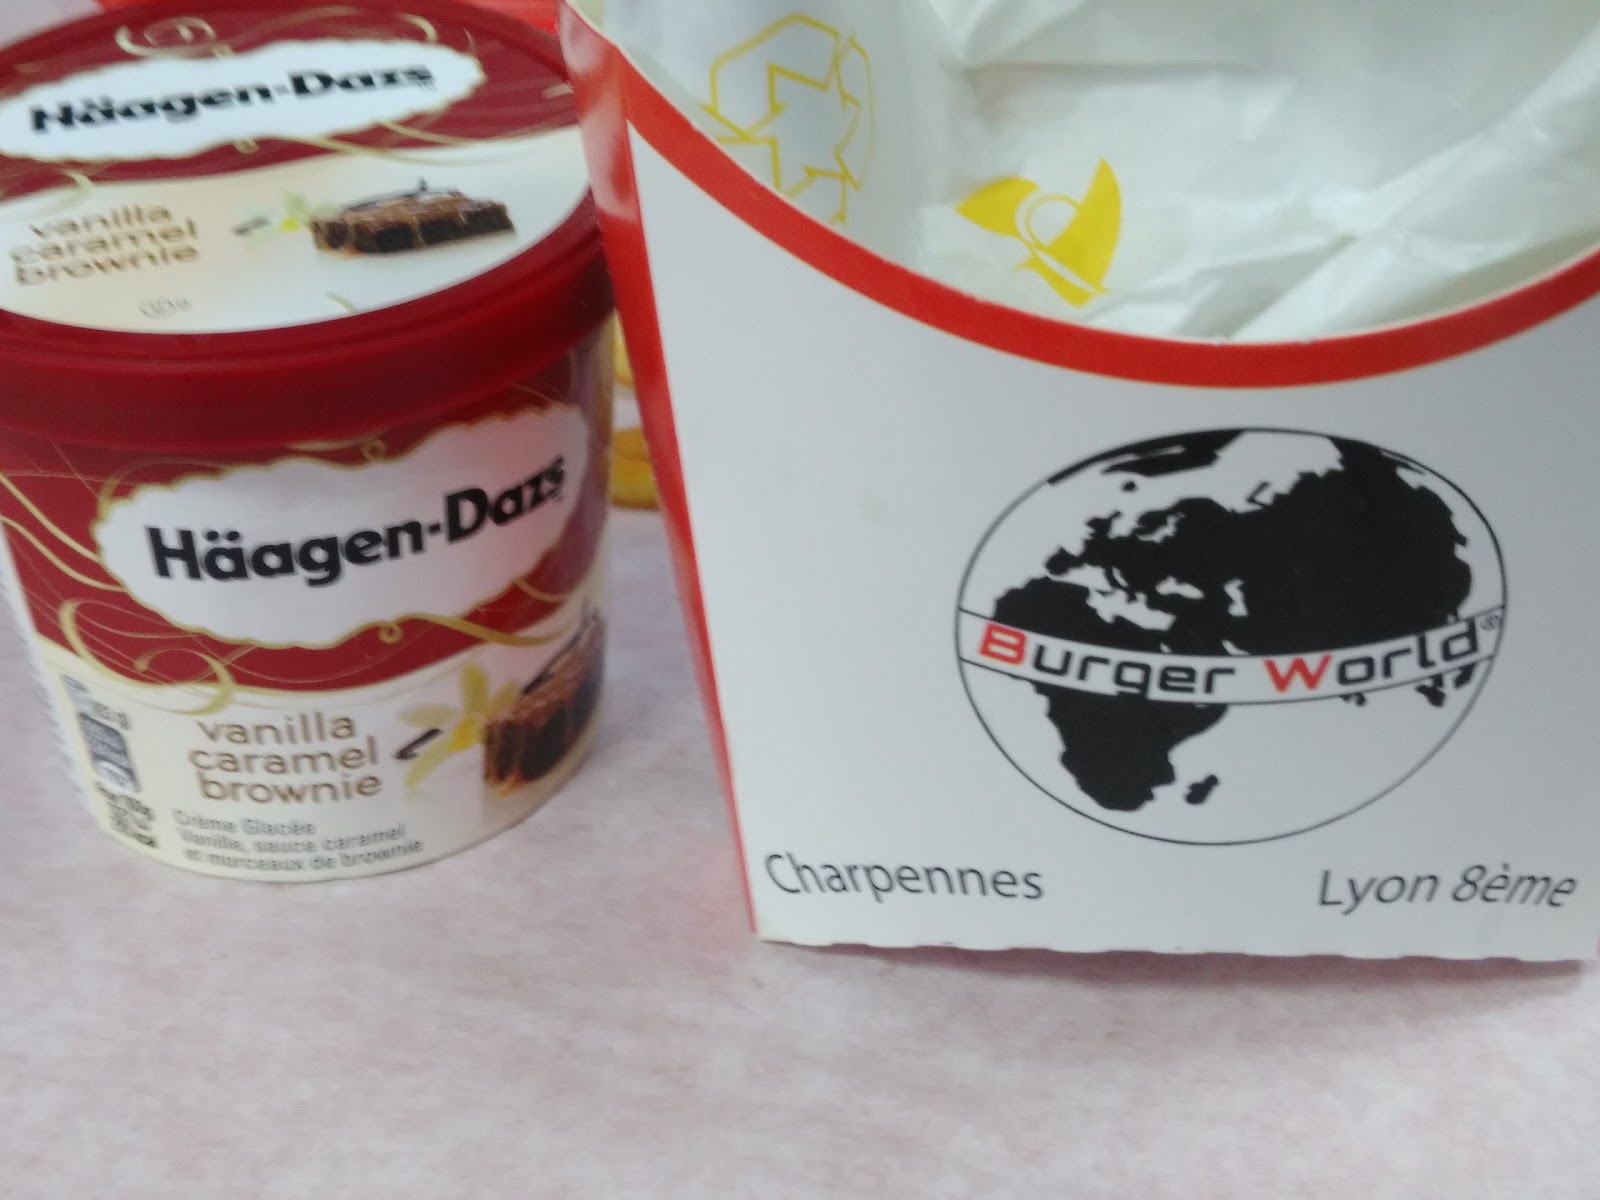 Häagen-Dazs
vanilla
caramel
brownie
Häagen-Dazs
vanilla
caramel
brownie
Crème Glacée
Vanille, sauce caramel
et morceaux de brownie
Burger World®
Charpennes
Lyon 8ème